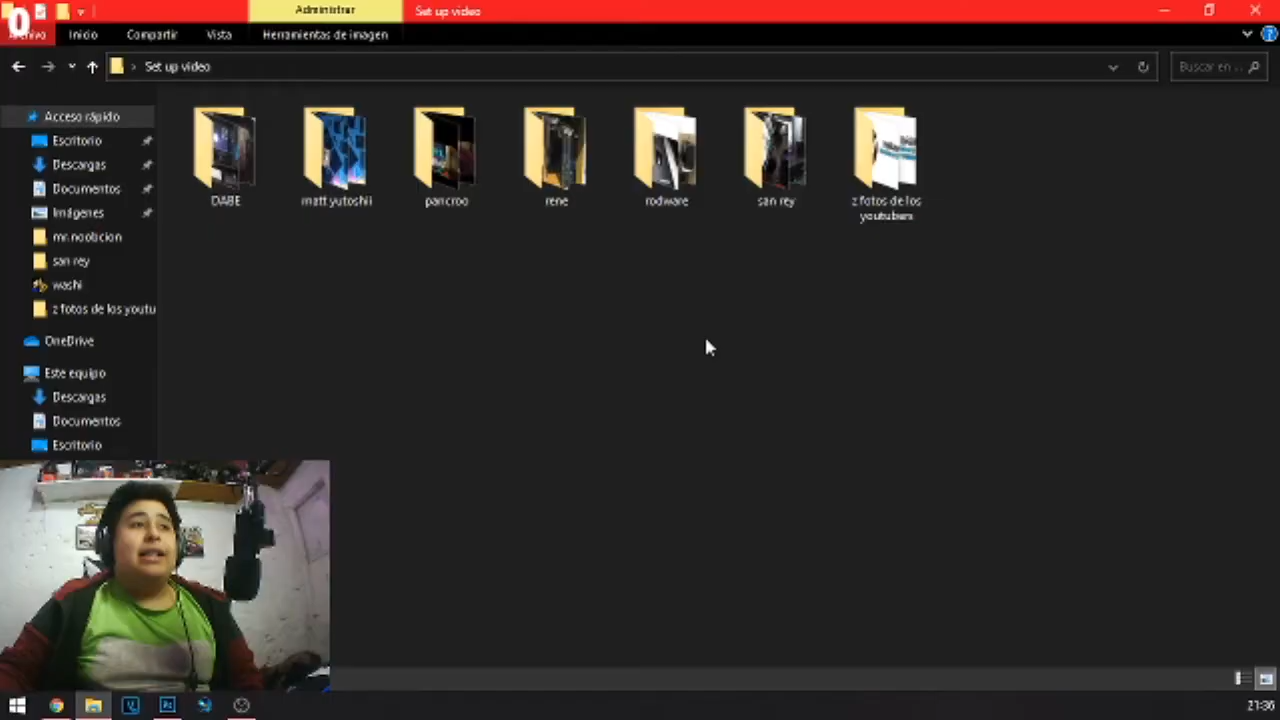 0
Administrar
Set up video
Archivo
Inicio
Compartir
Vista
Herramientas de imagen
Set up video
Buscar en ...
Acceso rápido
Escritorio
Descargas
Documentos
Imágenes
mr.noobcion
san rey
washi
z fotos de los youtu
OneDrive
Este equipo
Descargas
Documentos
Escritorio
DABE
matt yutoshii
pancroo
rene
rodware
san rey
z fotos de los
youtubers
21:36